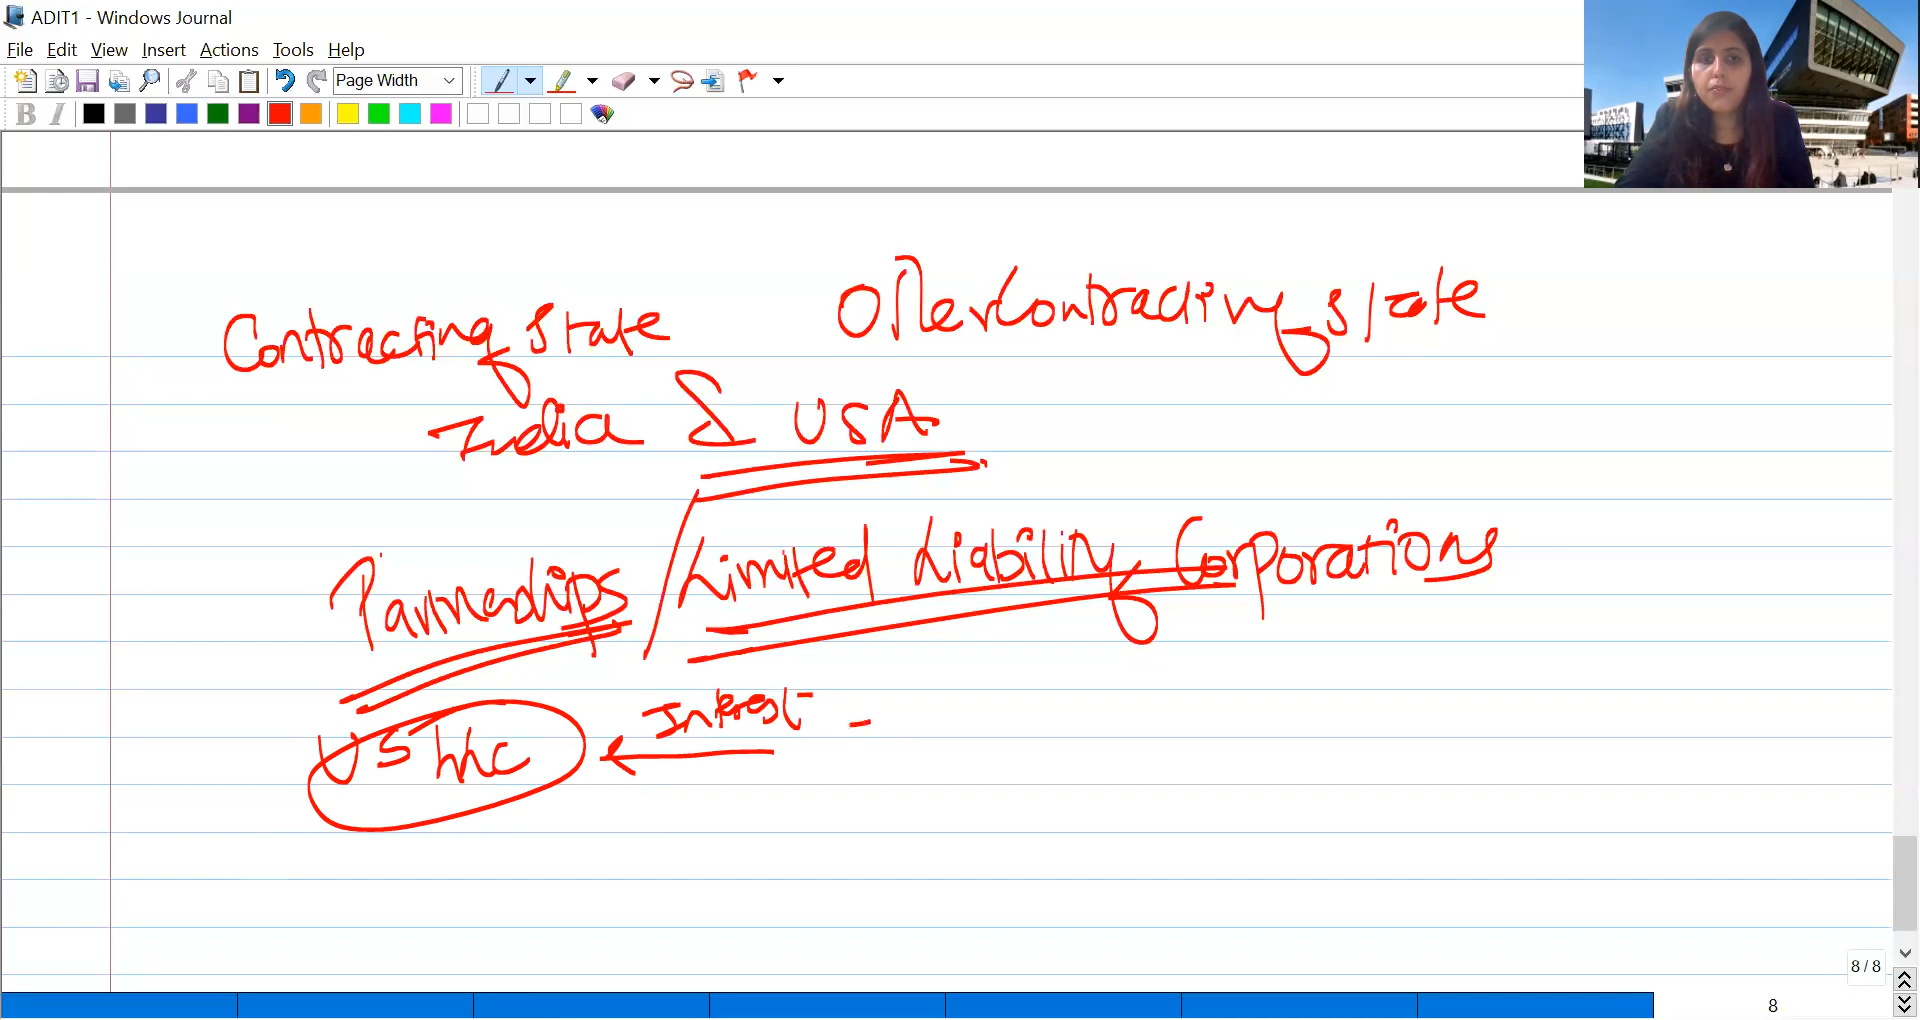 ADIT1 - Windows Journal
File Edit View Insert Actions Tools Help
Page Width
B I
Contracting State
Other Contracting State
India & USA
Partnerships / Limited Liability Corporations
US LLC
Interest -
8 / 8
8